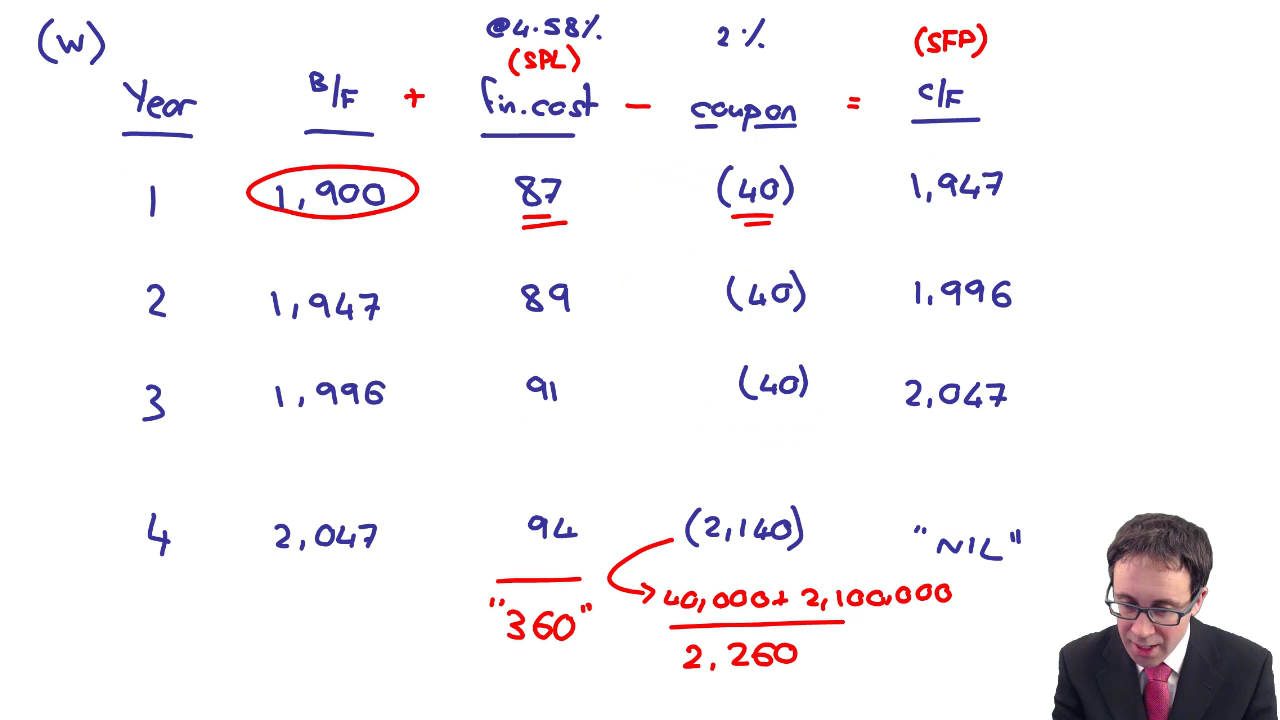 (W) @4.58% 2%
(SPL) (SFP)
Year B/F + fin.cost − coupon = C/F
1 1,900 87 (40) 1,947
2 1,947 89 (40) 1.996
3 1,996 91 (40) 2,047
4 2,047 94 (2,140) "NIL"
40,000 + 2,100,000
"360" 2,260